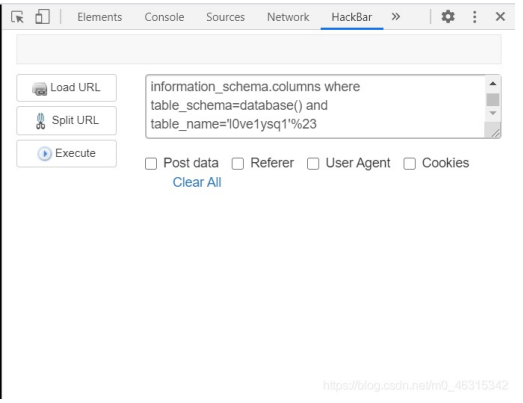 Elements Console Sources Network HackBar »
Load URL
Split URL
Execute
information_schema.columns where
table_schema=database() and
table_name='l0ve1ysq1'%23
Post data Referer User Agent Cookies
Clear All
https://blog.csdn.net/m0_46315342